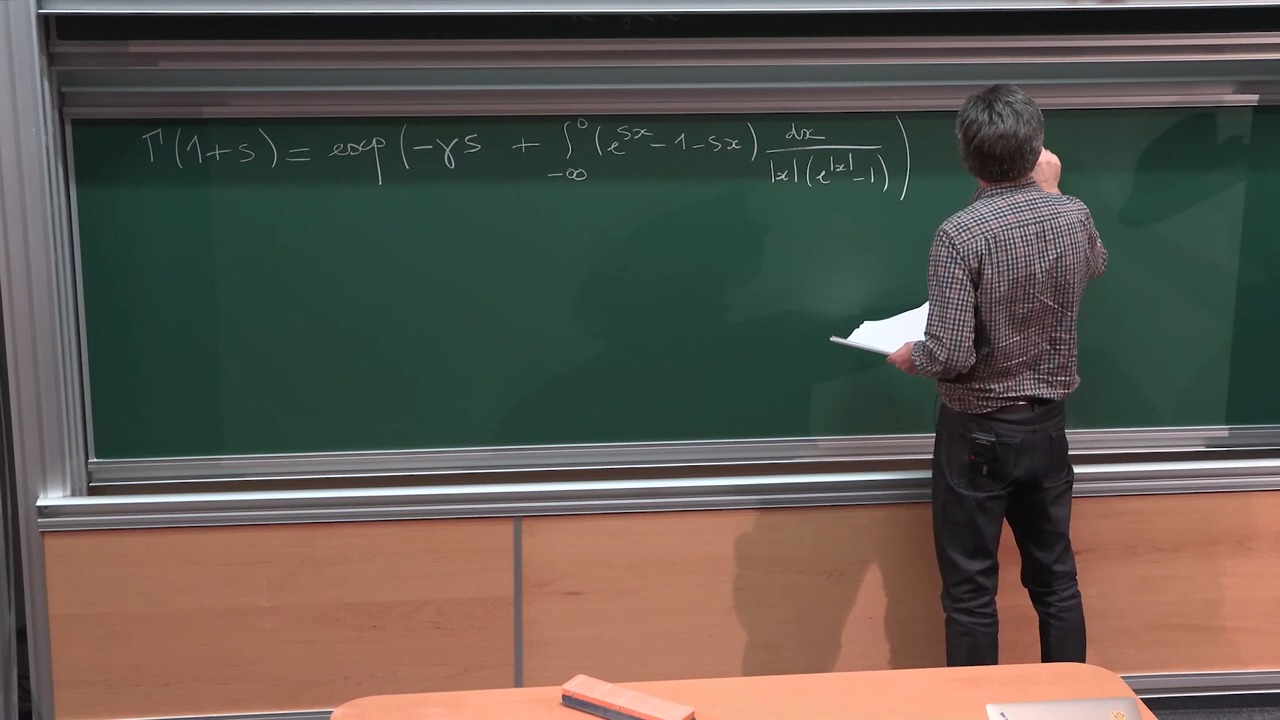 Γ(1+s) = exp(-γs + ∫_{-∞}^{0} (e^{sx} - 1 - sx) dx / (|x|(e^{|x|} - 1)))